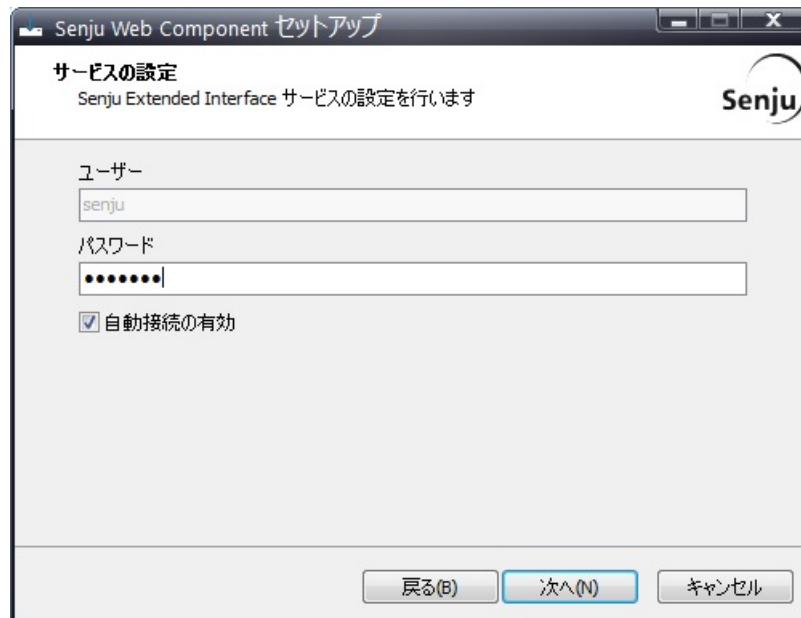 Senju Web Component セットアップ
サービスの設定
Senju Extended Interface サービスの設定を行います
Senju
ユーザー
senju
パスワード
●●●●●●●
自動接続の有効
戻る(B)
次へ(N)
キャンセル